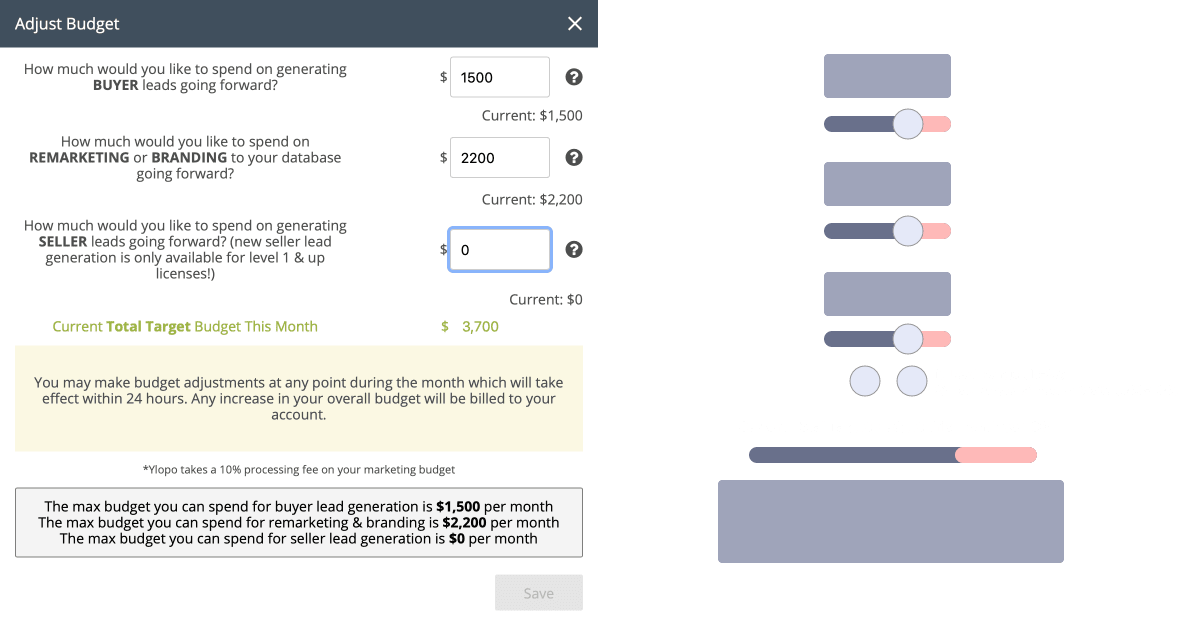 Adjust Budget
How much would you like to spend on generating
BUYER leads going forward?
$ 1500
Current: $1,500
How much would you like to spend on
REMARKETING or BRANDING to your database
going forward?
$ 2200
Current: $2,200
How much would you like to spend on generating
SELLER leads going forward? (new seller lead
generation is only available for level 1 & up
licenses!)
$ 0
Current: $0
Current Total Target Budget This Month $ 3,700
You may make budget adjustments at any point during the month which will take
effect within 24 hours. Any increase in your overall budget will be billed to your
account.
*Ylopo takes a 10% processing fee on your marketing budget
The max budget you can spend for buyer lead generation is $1,500 per month
The max budget you can spend for remarketing & branding is $2,200 per month
The max budget you can spend for seller lead generation is $0 per month
Save